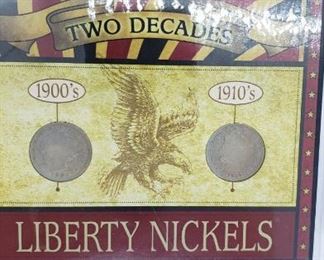 TWO DECADES
1900's 1910's
LIBERTY NICKELS